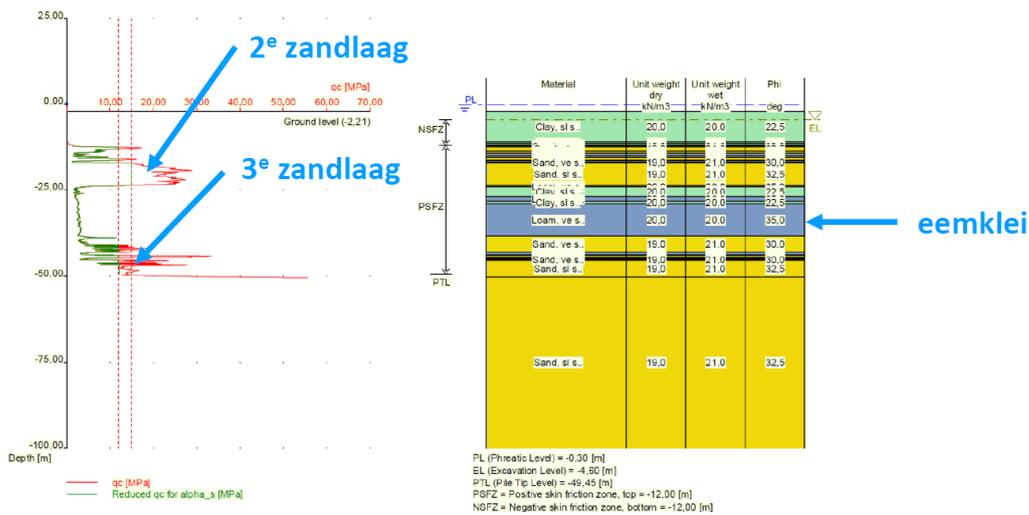 25.00
2e zandlaag
qc [MPa]
0.00 10,00 20,00 30,00 40,00 50,00 60,00 70,00
Ground level (-2,21)
3e zandlaag
-25.00
-50.00
-75.00
-100.00
Depth [m]
qc [MPa]
Reduced qc for alpha_s [MPa]
PL
NSFZ
PSFZ
PTL
EL
Material Unit weight dry kN/m3 Unit weight wet kN/m3 Phi deg
Clay, sl s.. 20,0 20,0 22,5
Sand, ve s.. 19,0 21,0 30,0
Sand, sl s.. 19,0 21,0 32,5
Clay, sl s.. 20,0 20,0 22,5
Clay, sl s.. 20,0 20,0 22,5
Loam, ve s.. 20,0 20,0 35,0
eemklei
Sand, ve s.. 19,0 21,0 30,0
Sand, ve s.. 19,0 21,0 30,0
Sand, sl s.. 19,0 21,0 32,5
Sand, sl s.. 19,0 21,0 32,5
PL (Phreatic Level) = -0,30 [m]
EL (Excavation Level) = -4,60 [m]
PTL (Pile Tip Level) = -49,45 [m]
PSFZ = Positive skin friction zone, top = -12,00 [m]
NSFZ = Negative skin friction zone, bottom = -12,00 [m]